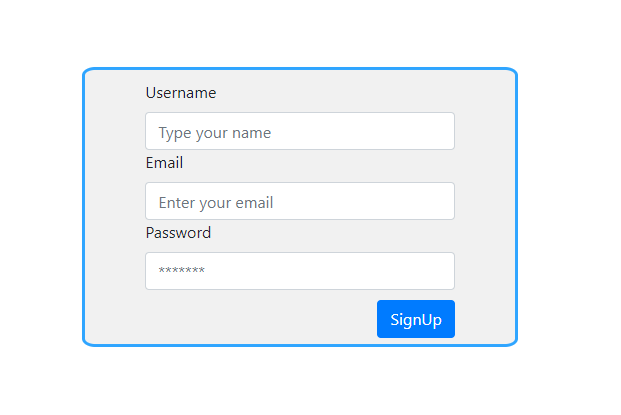 Username
Type your name
Email
Enter your email
Password
*******
SignUp